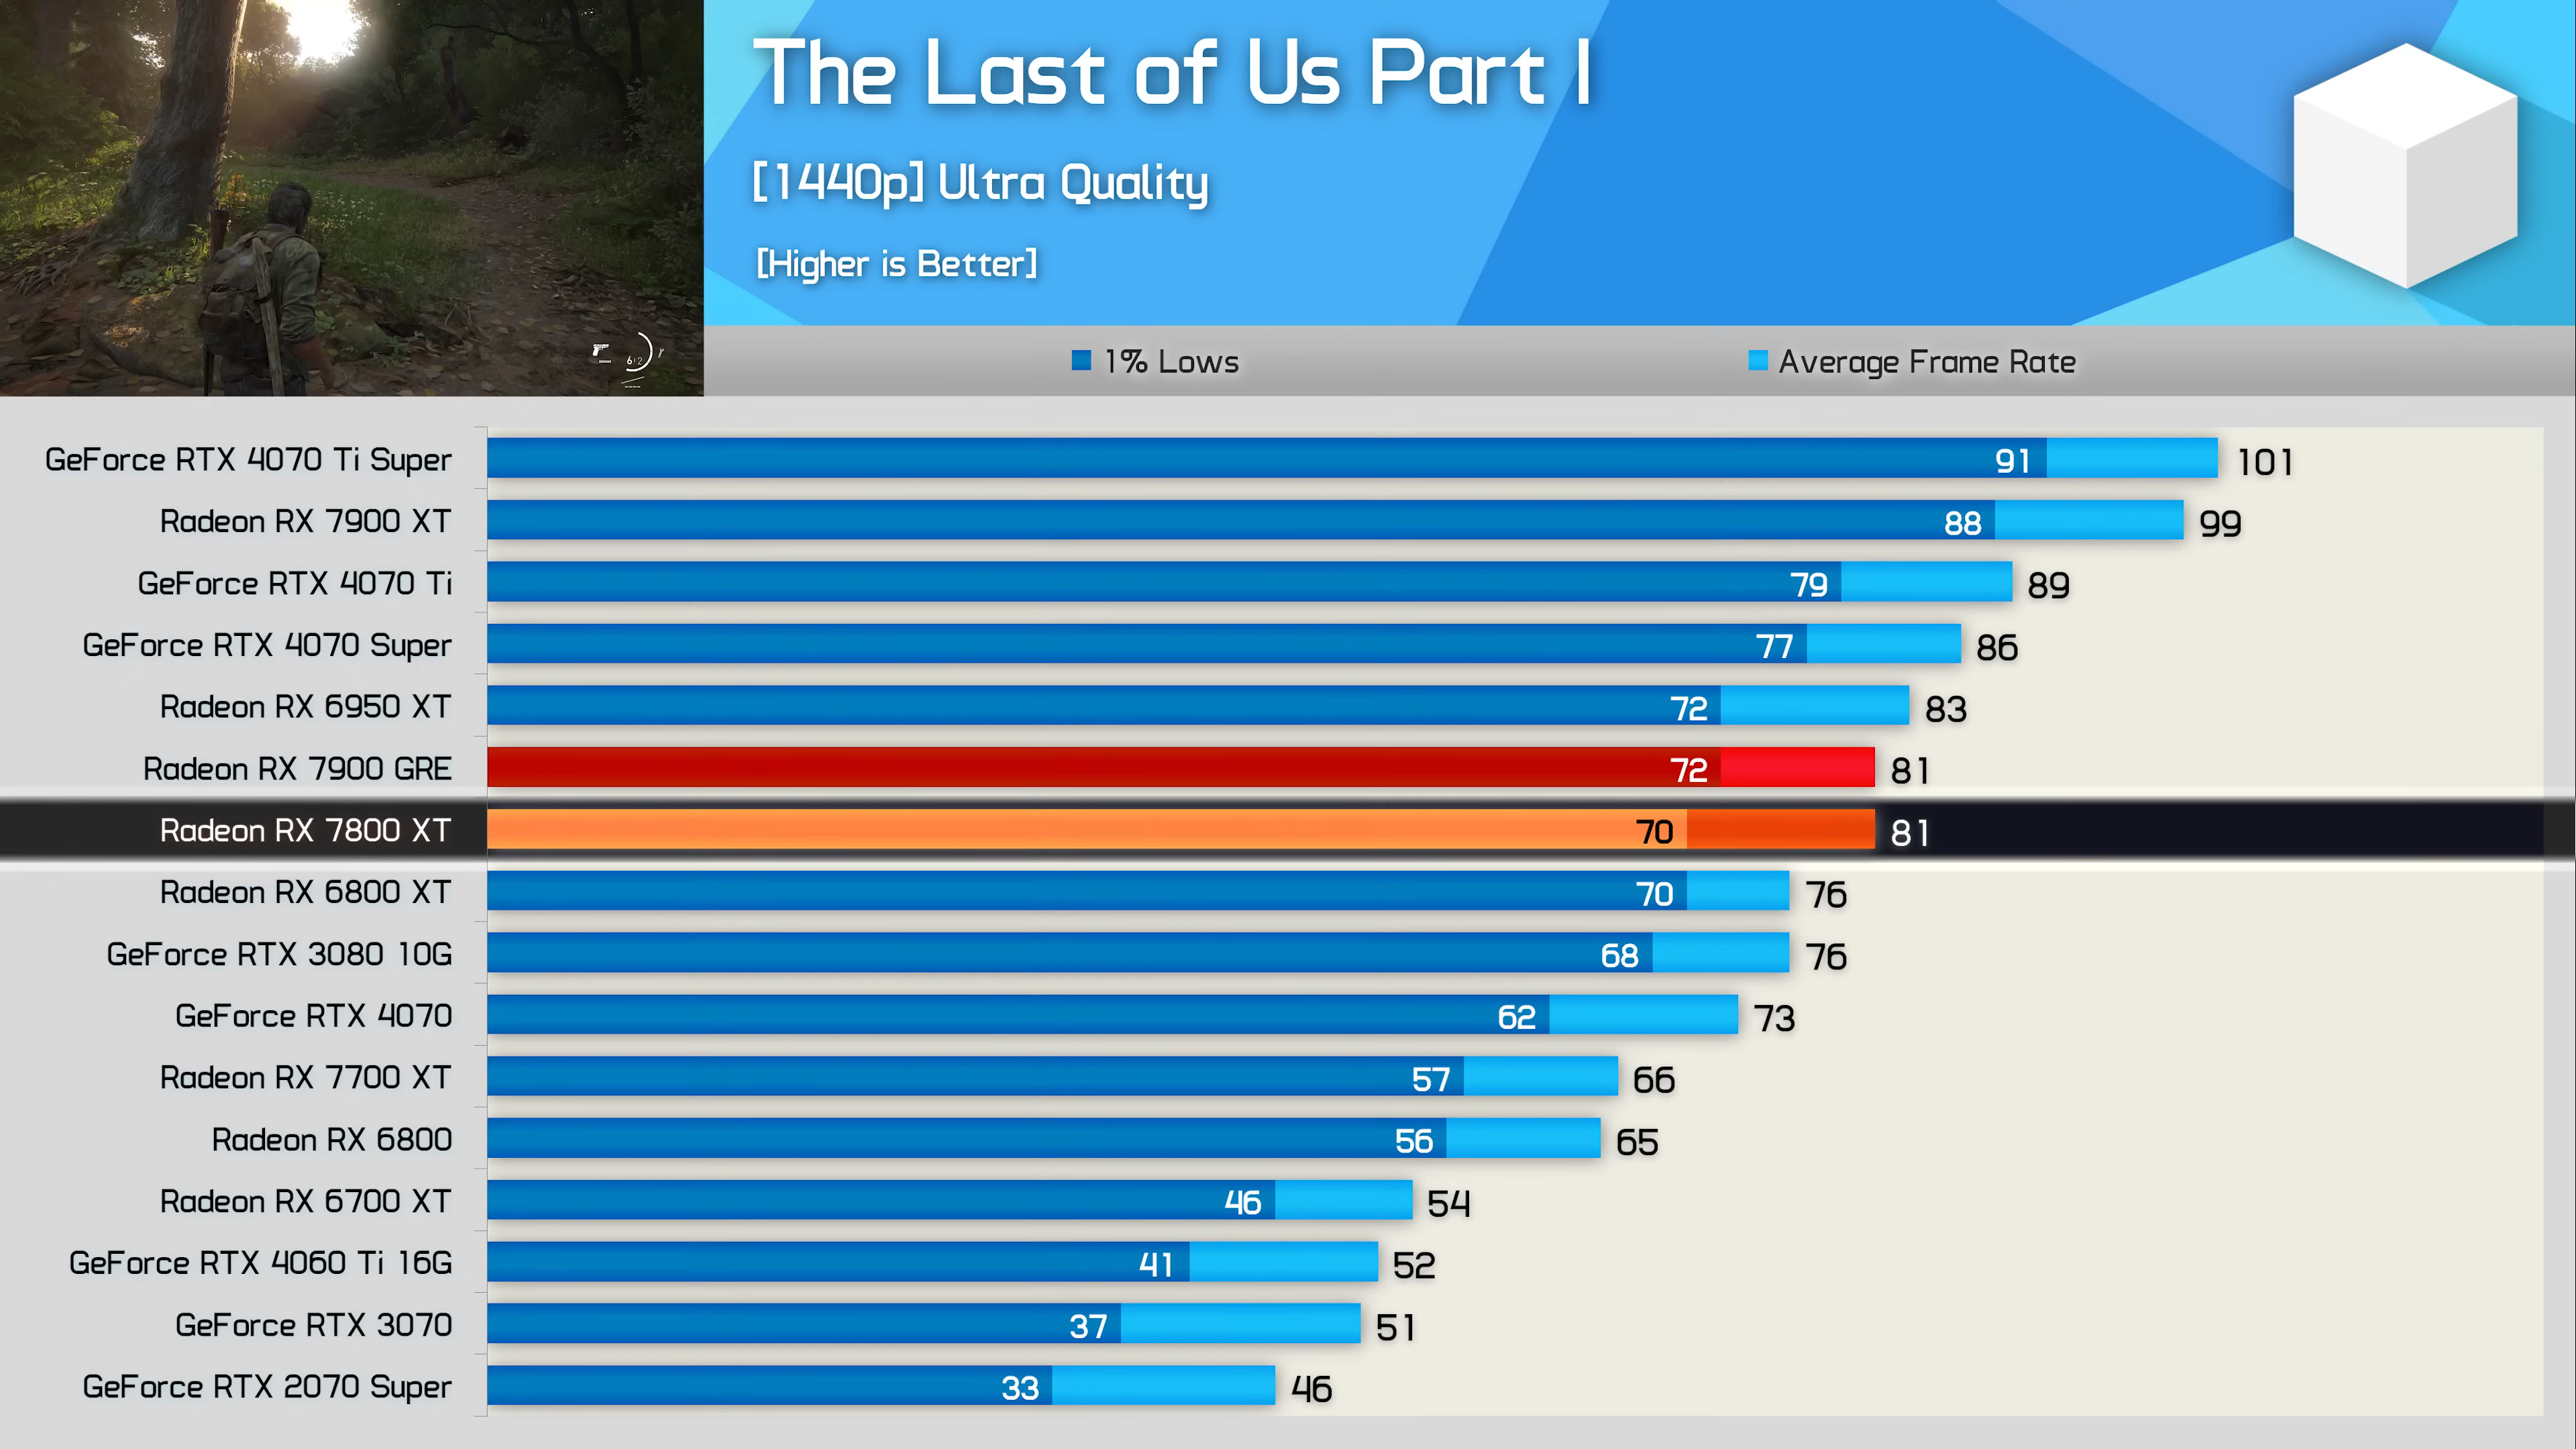 The Last of Us Part I
[1440p] Ultra Quality
[Higher is Better]
1% Lows
Average Frame Rate
GeForce RTX 4070 Ti Super 91 101
Radeon RX 7900 XT 88 99
GeForce RTX 4070 Ti 79 89
GeForce RTX 4070 Super 77 86
Radeon RX 6950 XT 72 83
Radeon RX 7900 GRE 72 81
Radeon RX 7800 XT 70 81
Radeon RX 6800 XT 70 76
GeForce RTX 3080 10G 68 76
GeForce RTX 4070 62 73
Radeon RX 7700 XT 57 66
Radeon RX 6800 56 65
Radeon RX 6700 XT 46 54
GeForce RTX 4060 Ti 16G 41 52
GeForce RTX 3070 37 51
GeForce RTX 2070 Super 33 46